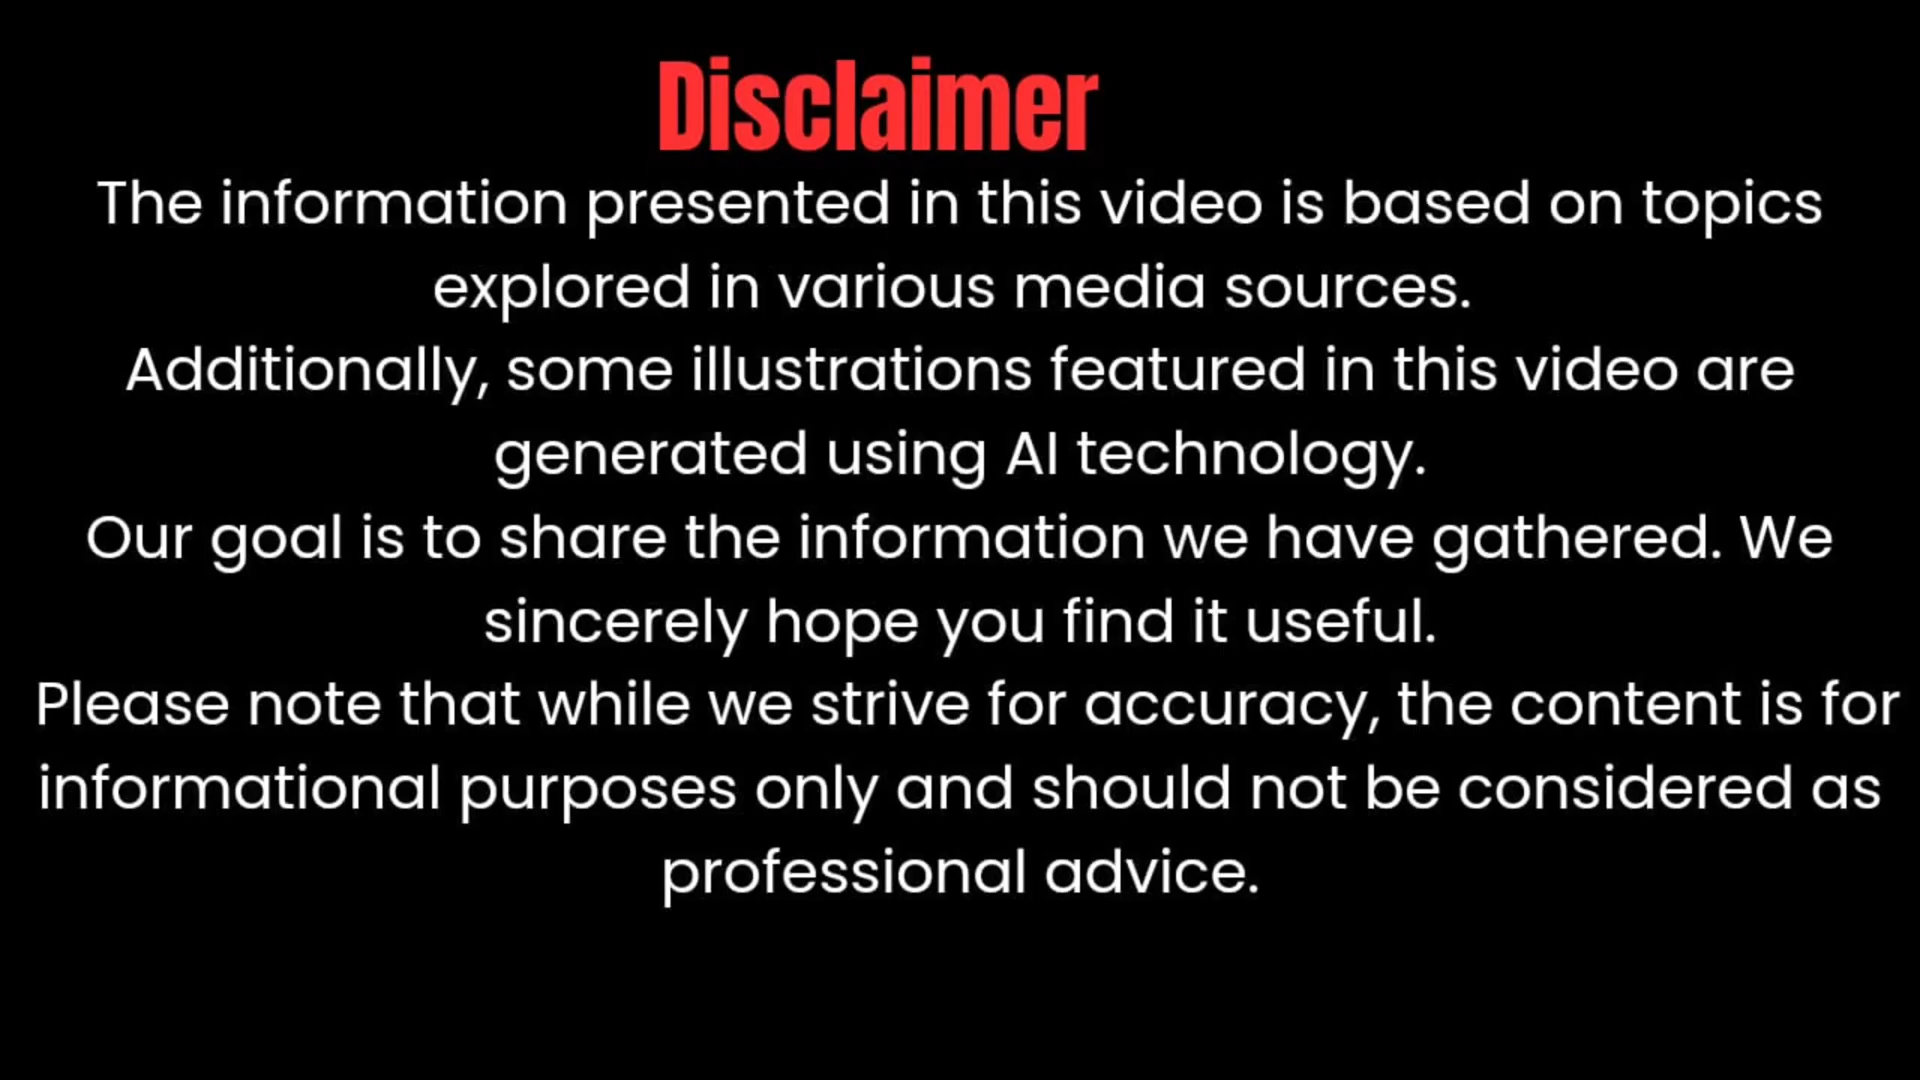 Disclaimer
The information presented in this video is based on topics
explored in various media sources.
Additionally, some illustrations featured in this video are
generated using AI technology.
Our goal is to share the information we have gathered. We
sincerely hope you find it useful.
Please note that while we strive for accuracy, the content is for
informational purposes only and should not be considered as
professional advice.